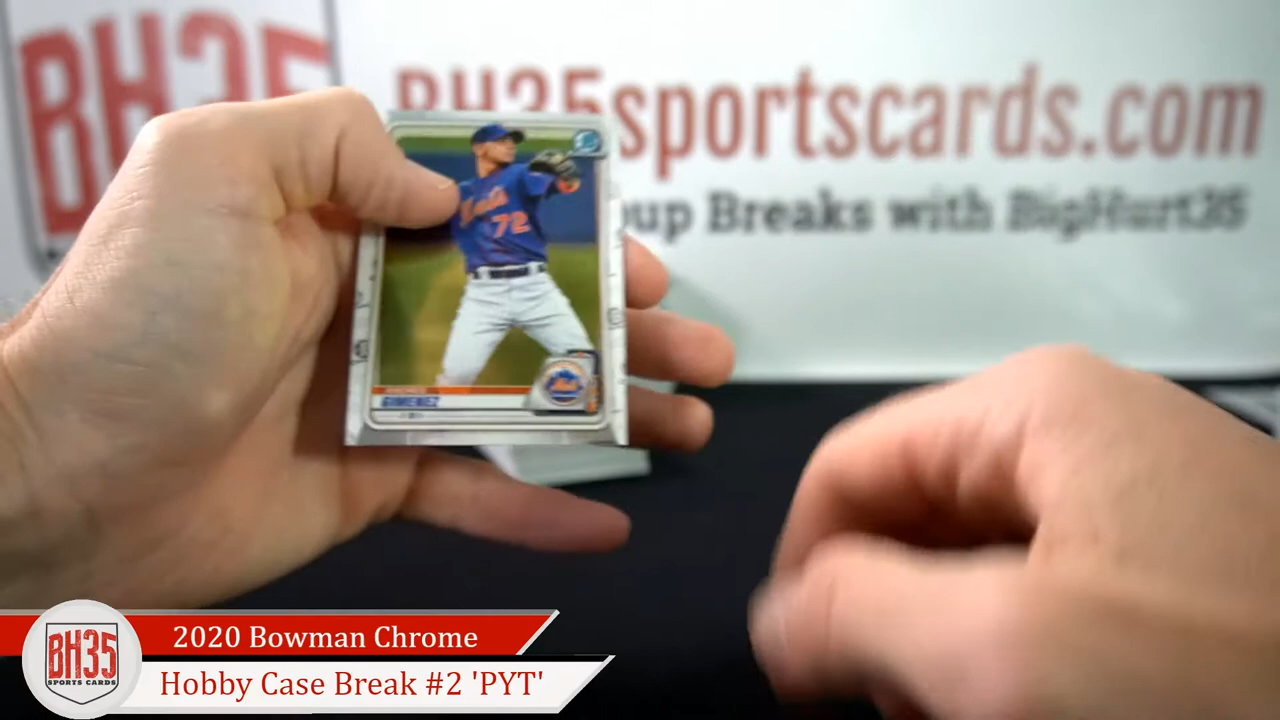 BH35
BH35sportscards.com
oup Breaks with BigHurt35
Mets
72
GIMENEZ
Mets
BH35
SPORTS CARDS
2020 Bowman Chrome
Hobby Case Break #2 'PYT'